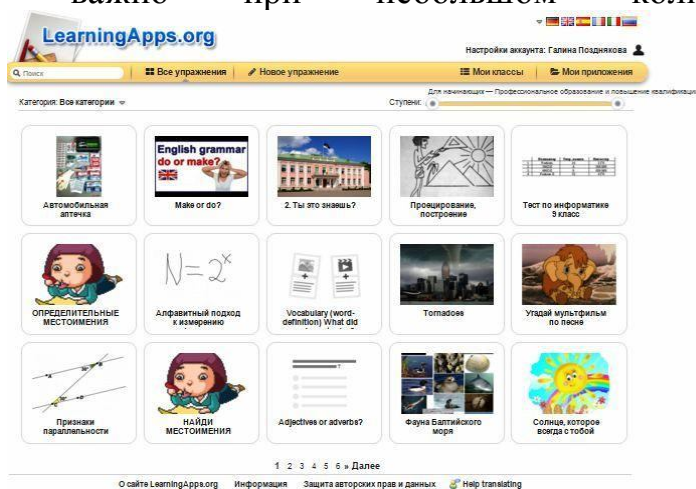 важно при небольшом
LearningApps.org
Настройки аккаунта: Галина Позднякова
Поиск
Все упражнения
Новое упражнение
Мои классы
Мои приложения
Для начинающих — Профессиональное образование и повышение квалификации
Категория: Все категории
Ступени:
English grammar
do or make?
Автомобильная
аптечка
Make or do?
2. Ты это знаешь?
Проецирование,
построение
Тест по информатике
9 класс
N=2ˣ
ОПРЕДЕЛИТЕЛЬНЫЕ
МЕСТОИМЕНИЯ
Алфавитный подход
к измерению
Vocabulary (word-
definition) What did
Tornadoes
Угадай мультфильм
по песне
Признаки
параллельности
НАЙДИ
МЕСТОИМЕНИЯ
Adjectives or adverbs?
Фауна Балтийского
моря
Солнце, которое
всегда с тобой
1 2 3 4 5 6 » Далее
О сайте LearningApps.org Информация Защита авторских прав и данных Help translating